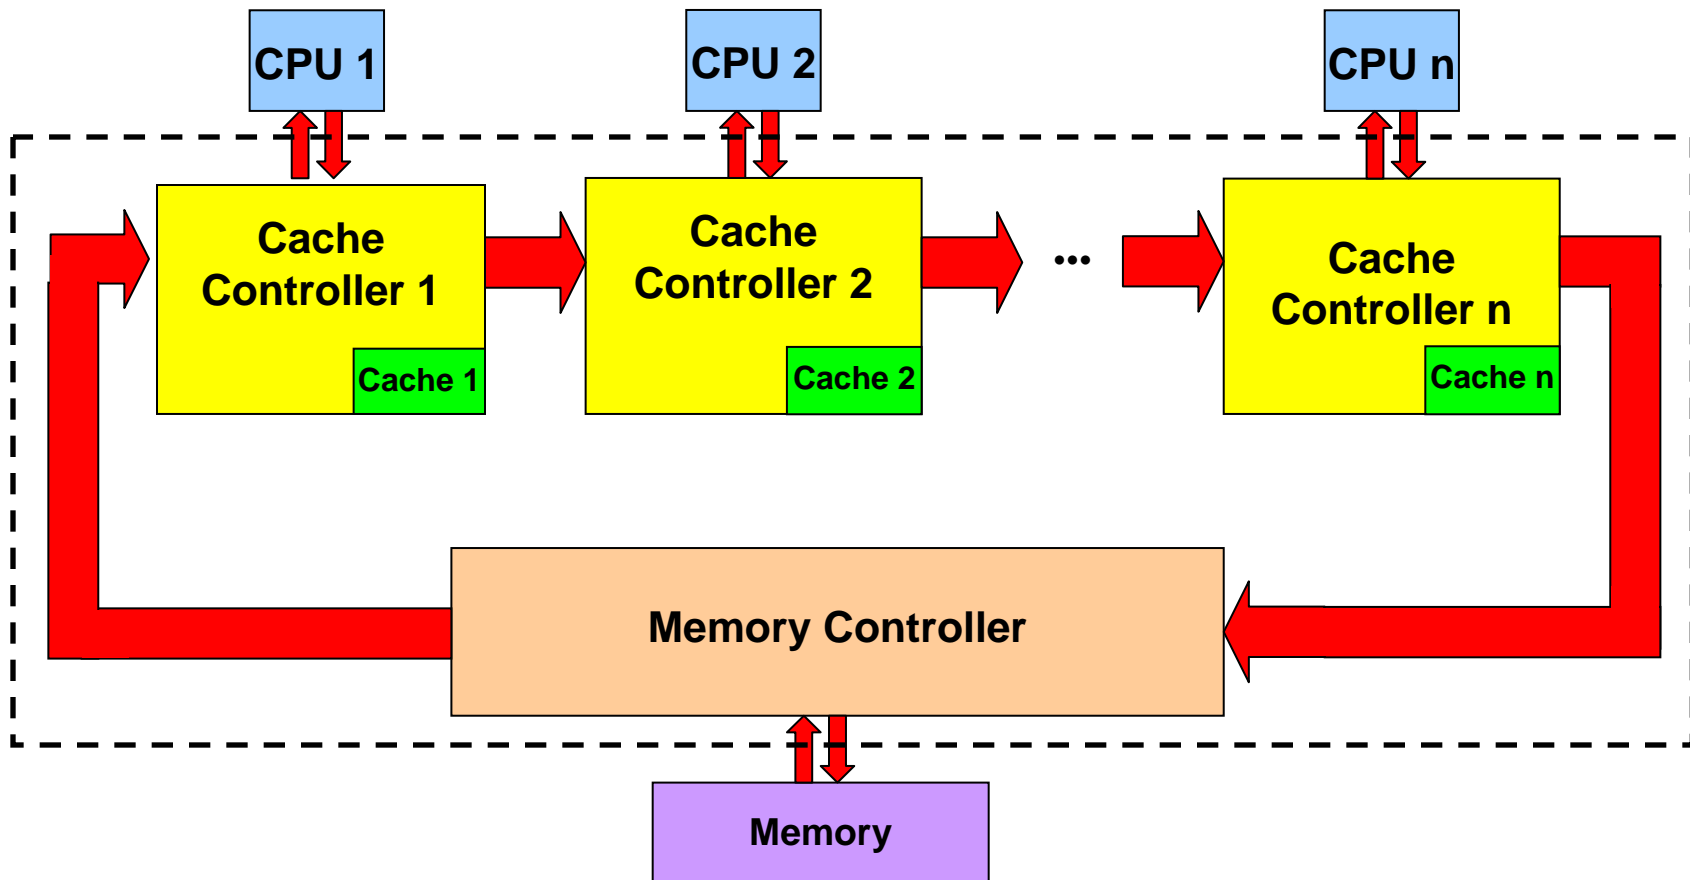 CPU 1
CPU 2
CPU n
Cache
Controller 1
Cache 1
Cache
Controller 2
Cache 2
...
Cache
Controller n
Cache n
Memory Controller
Memory